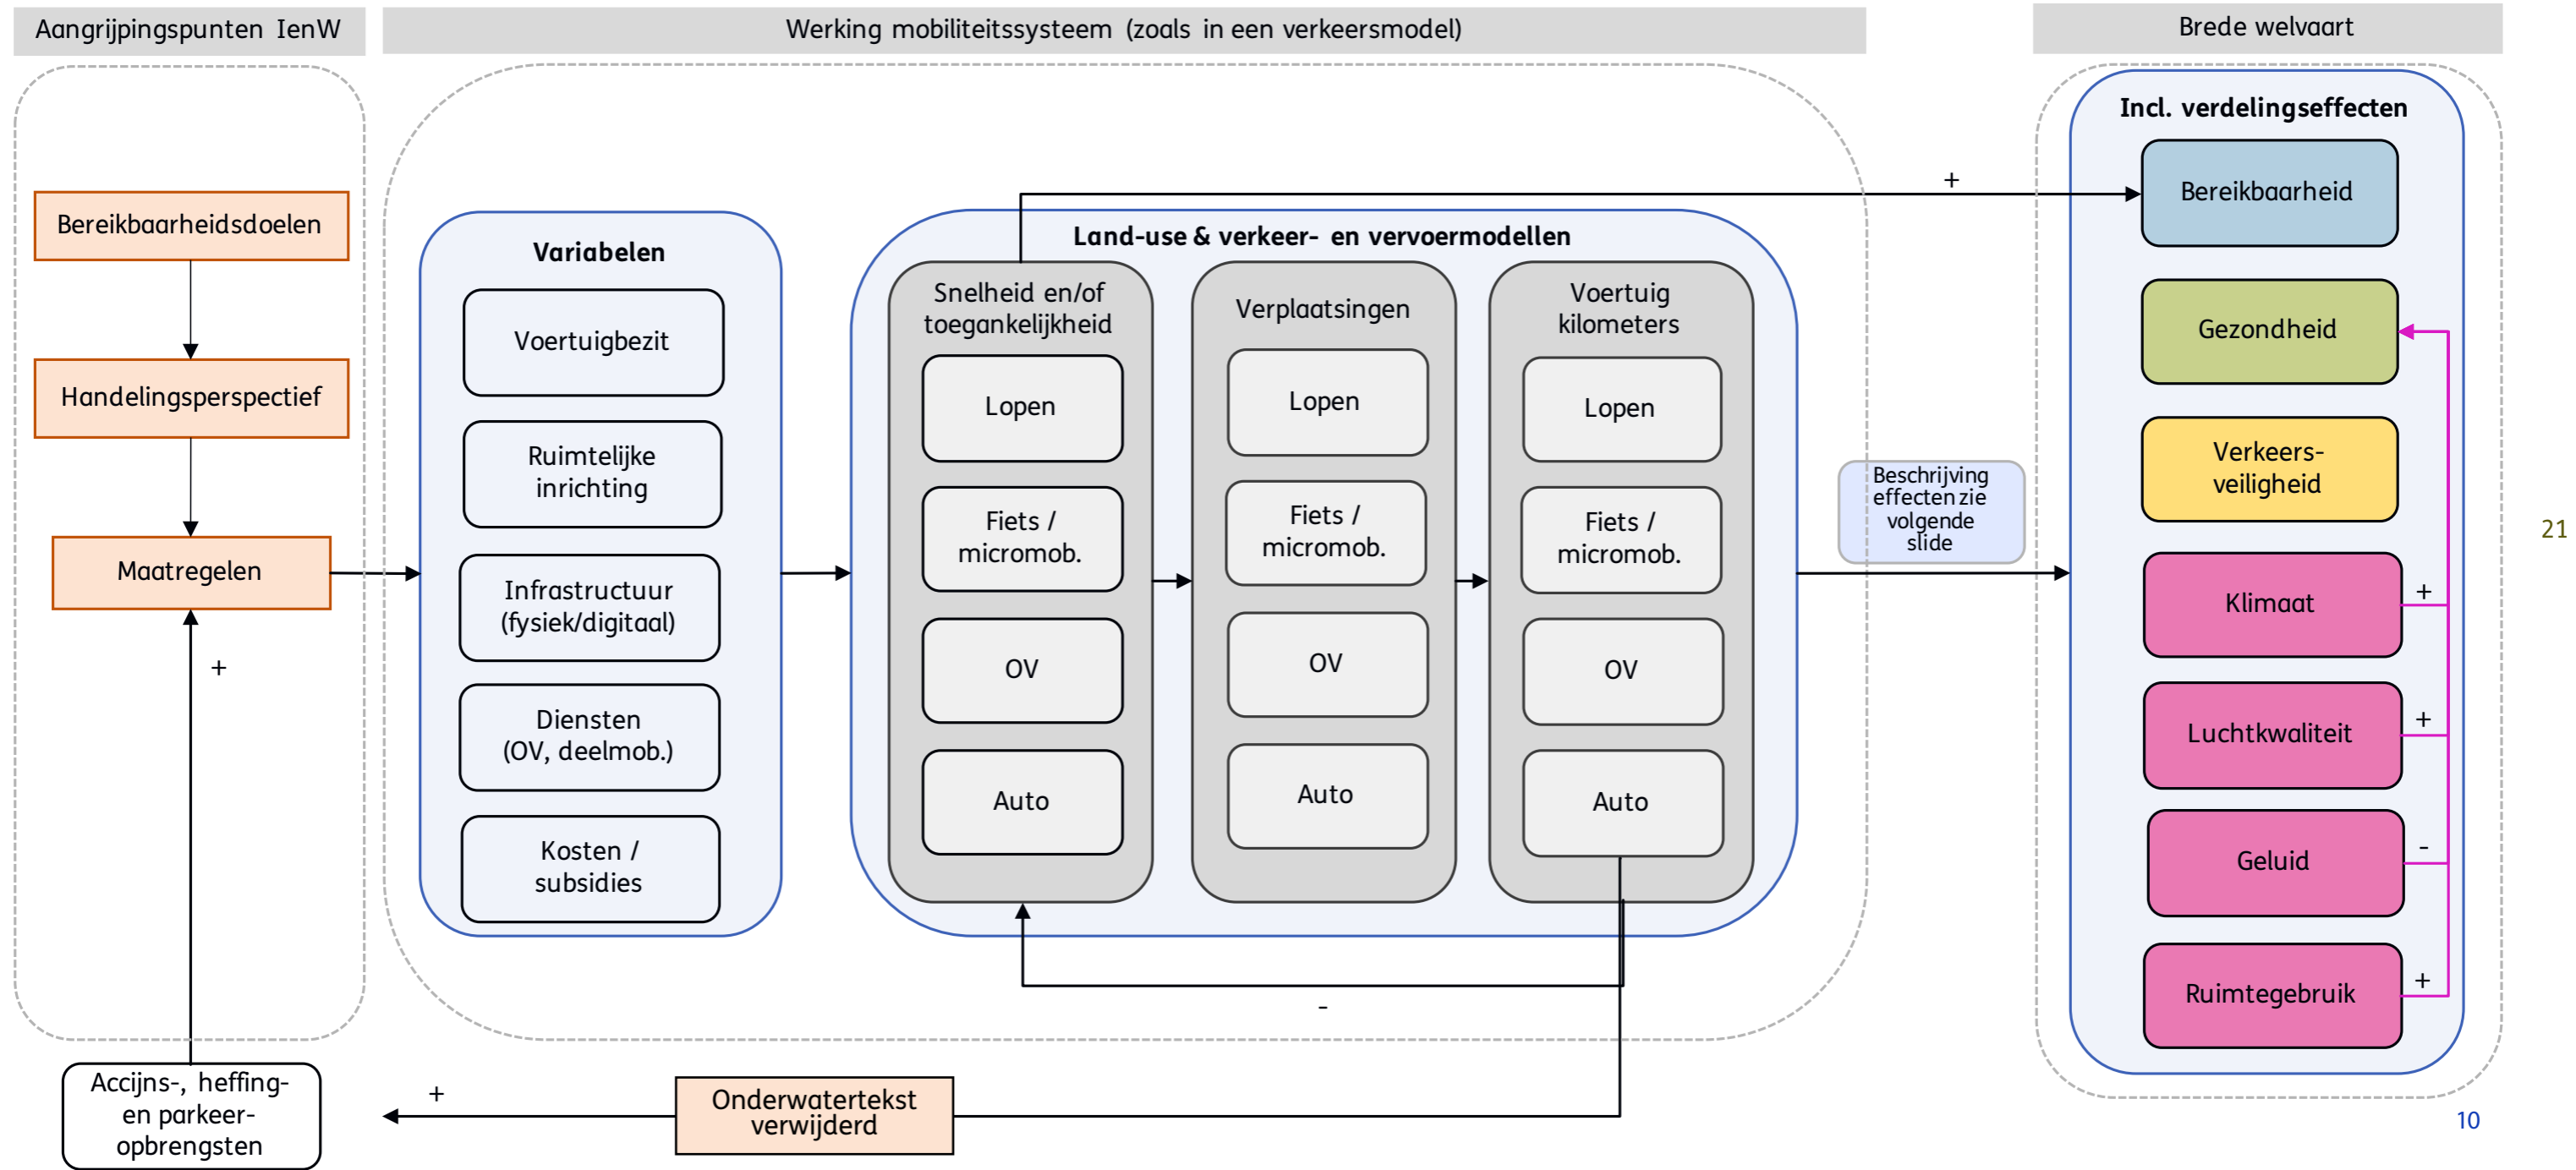 Aangrijpingspunten IenW
Werking mobiliteitssysteem (zoals in een verkeersmodel)
Brede welvaart
Bereikbaarheidsdoelen
Handelingsperspectief
Maatregelen
+
Accijns-, heffing-
en parkeer-
opbrengsten
Variabelen
Voertuigbezit
Ruimtelijke
inrichting
Infrastructuur
(fysiek/digitaal)
Diensten
(OV, deelmob.)
Kosten /
subsidies
Land-use & verkeer- en vervoermodellen
Snelheid en/of
toegankelijkheid
Lopen
Fiets /
micromob.
OV
Auto
Verplaatsingen
Lopen
Fiets /
micromob.
OV
Auto
Voertuig
kilometers
Lopen
Fiets /
micromob.
OV
Auto
-
+
Onderwatertekst
verwijderd
+
Beschrijving
effecten zie
volgende
slide
Incl. verdelingseffecten
Bereikbaarheid
Gezondheid
Verkeers-
veiligheid
Klimaat
+
Luchtkwaliteit
+
Geluid
-
Ruimtegebruik
+
21
10